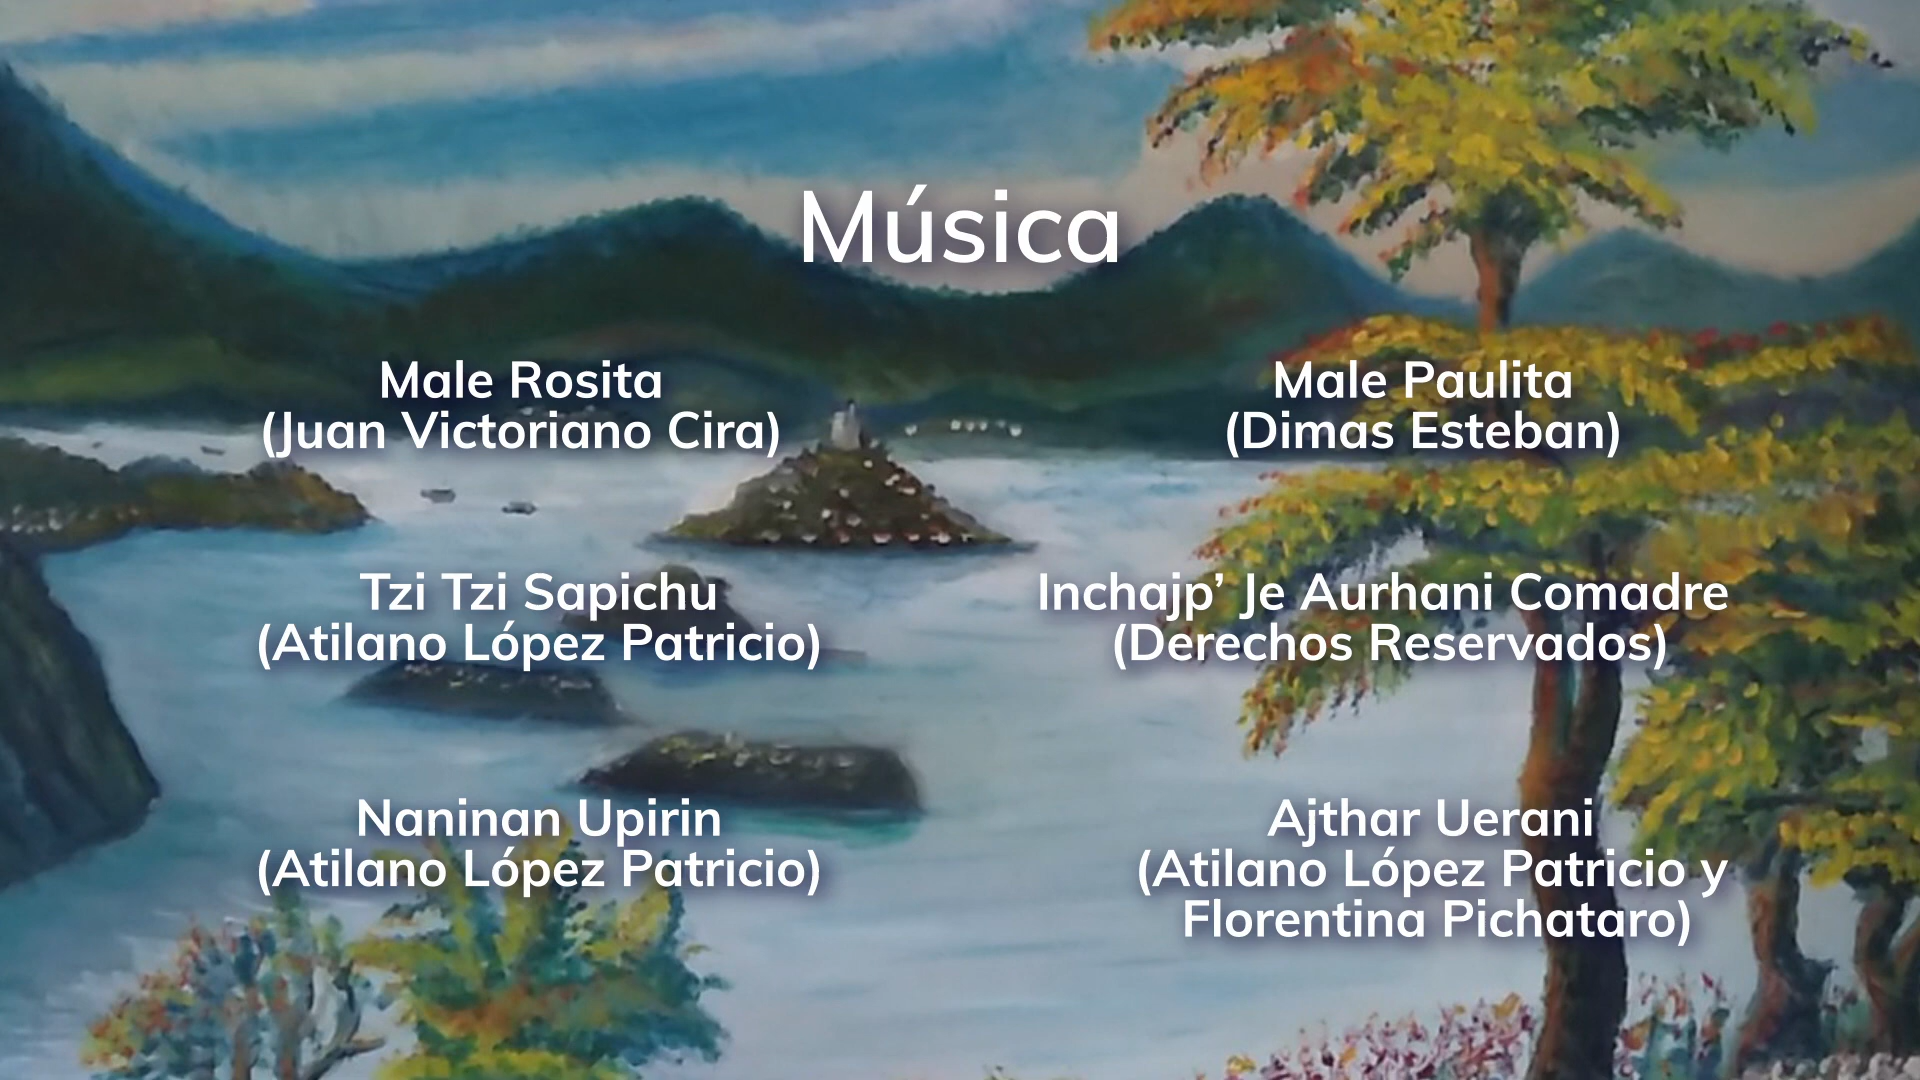 Música
Male Rosita
(Juan Victoriano Cira)
Male Paulita
(Dimas Esteban)
Tzi Tzi Sapichu
(Atilano López Patricio)
Inchajp’ Je Aurhani Comadre
(Derechos Reservados)
Naninan Upirin
(Atilano López Patricio)
Ajthar Uerani
(Atilano López Patricio y
Florentina Pichataro)